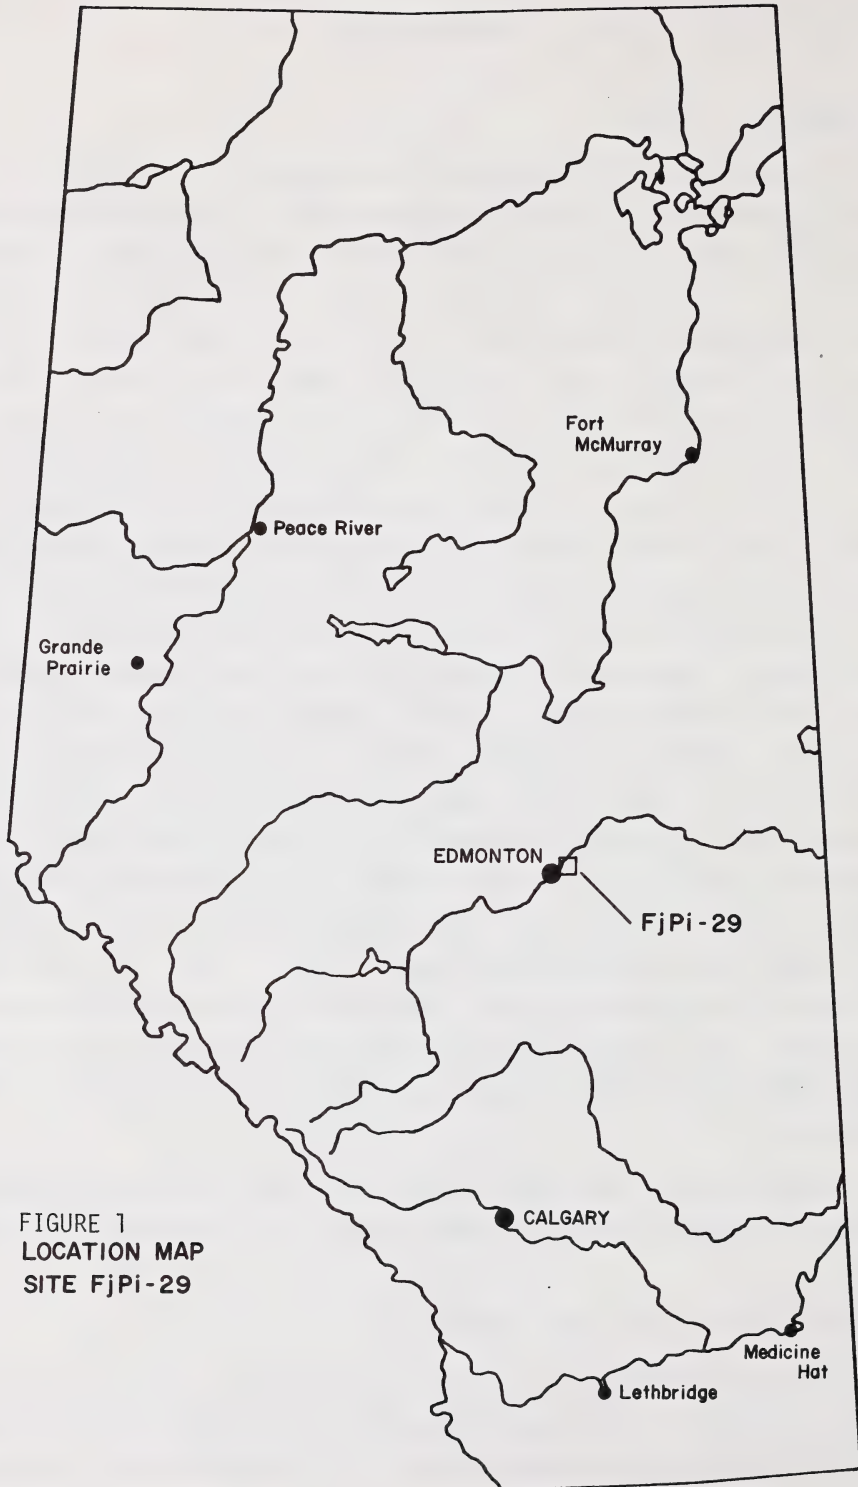 Fort
McMurray
Peace River
Grande
Prairie
EDMONTON
FjPi-29
CALGARY
FIGURE 1
LOCATION MAP
SITE FjPi-29
Medicine
Hat
Lethbridge